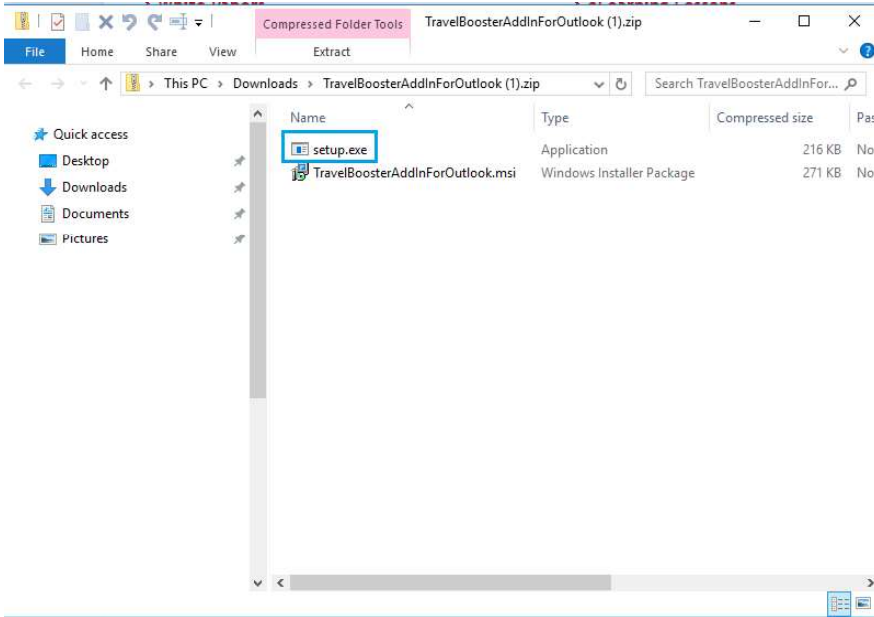 Compressed Folder Tools TravelBoosterAddInForOutlook (1).zip
File Home Share View Extract
This PC > Downloads > TravelBoosterAddInForOutlook (1).zip Search TravelBoosterAddInFor...
Name Type Compressed size Pas
Quick access
setup.exe Application 216 KB No
Desktop
TravelBoosterAddInForOutlook.msi Windows Installer Package 271 KB No
Downloads
Documents
Pictures